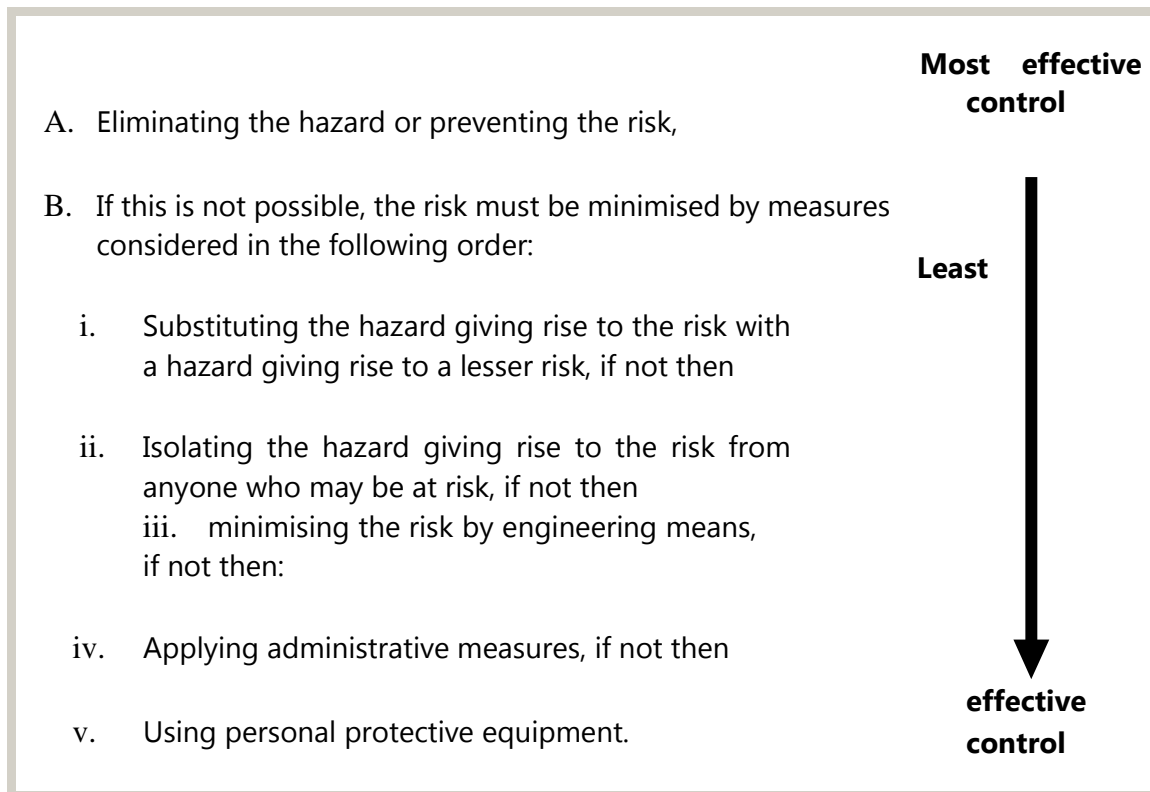 Most effective
control
A. Eliminating the hazard or preventing the risk,
B. If this is not possible, the risk must be minimised by measures
considered in the following order:
Least
i. Substituting the hazard giving rise to the risk with
a hazard giving rise to a lesser risk, if not then
ii. Isolating the hazard giving rise to the risk from
anyone who may be at risk, if not then
iii. minimising the risk by engineering means,
if not then:
iv. Applying administrative measures, if not then
effective
control
v. Using personal protective equipment.